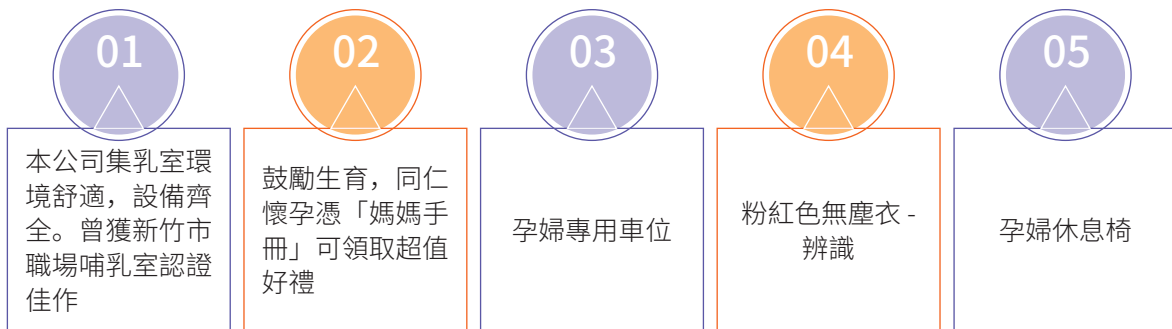 01
本公司集乳室環
境舒適，設備齊
全。曾獲新竹市
職場哺乳室認證
佳作
02
鼓勵生育，同仁
懷孕憑「媽媽手
冊」可領取超值
好禮
03
孕婦專用車位
04
粉紅色無塵衣 -
辨識
05
孕婦休息椅